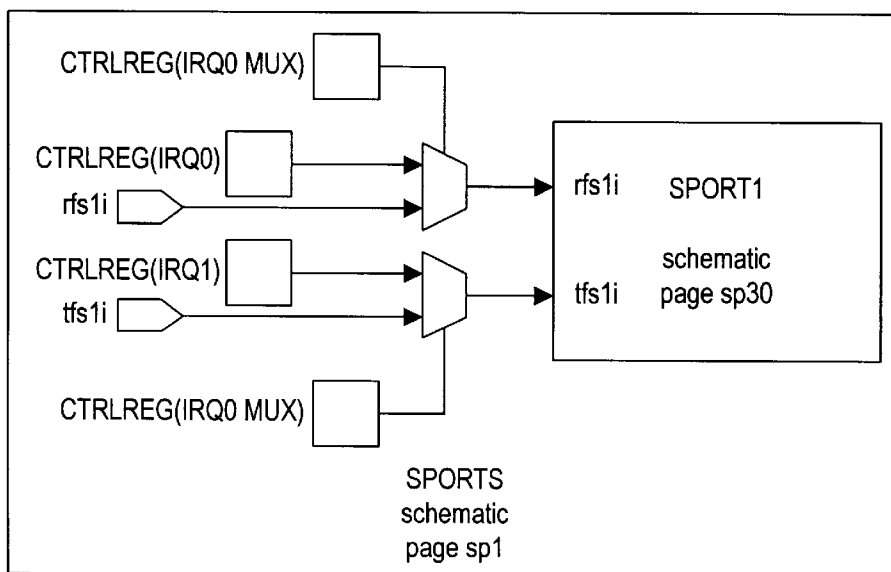 CTRLREG(IRQ0 MUX)
CTRLREG(IRQ0)
rfs1i
CTRLREG(IRQ1)
tfs1i
CTRLREG(IRQ0 MUX)
rfs1i
SPORT1
tfs1i
schematic
page sp30
SPORTS
schematic
page sp1